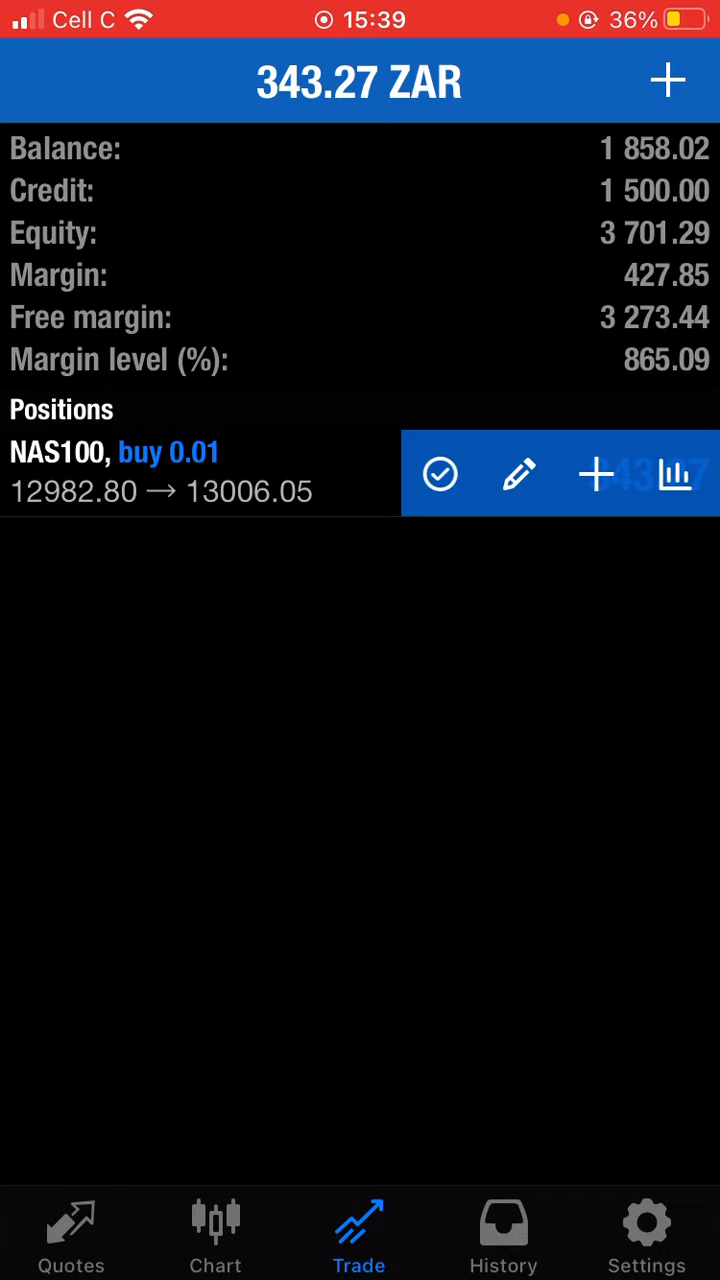 Cell C 15:39 36%
343.27 ZAR
Balance: 1 858.02
Credit: 1 500.00
Equity: 3 701.29
Margin: 427.85
Free margin: 3 273.44
Margin level (%): 865.09
Positions
NAS100, buy 0.01
12982.80 → 13006.05
343.27
Quotes Chart Trade History Settings